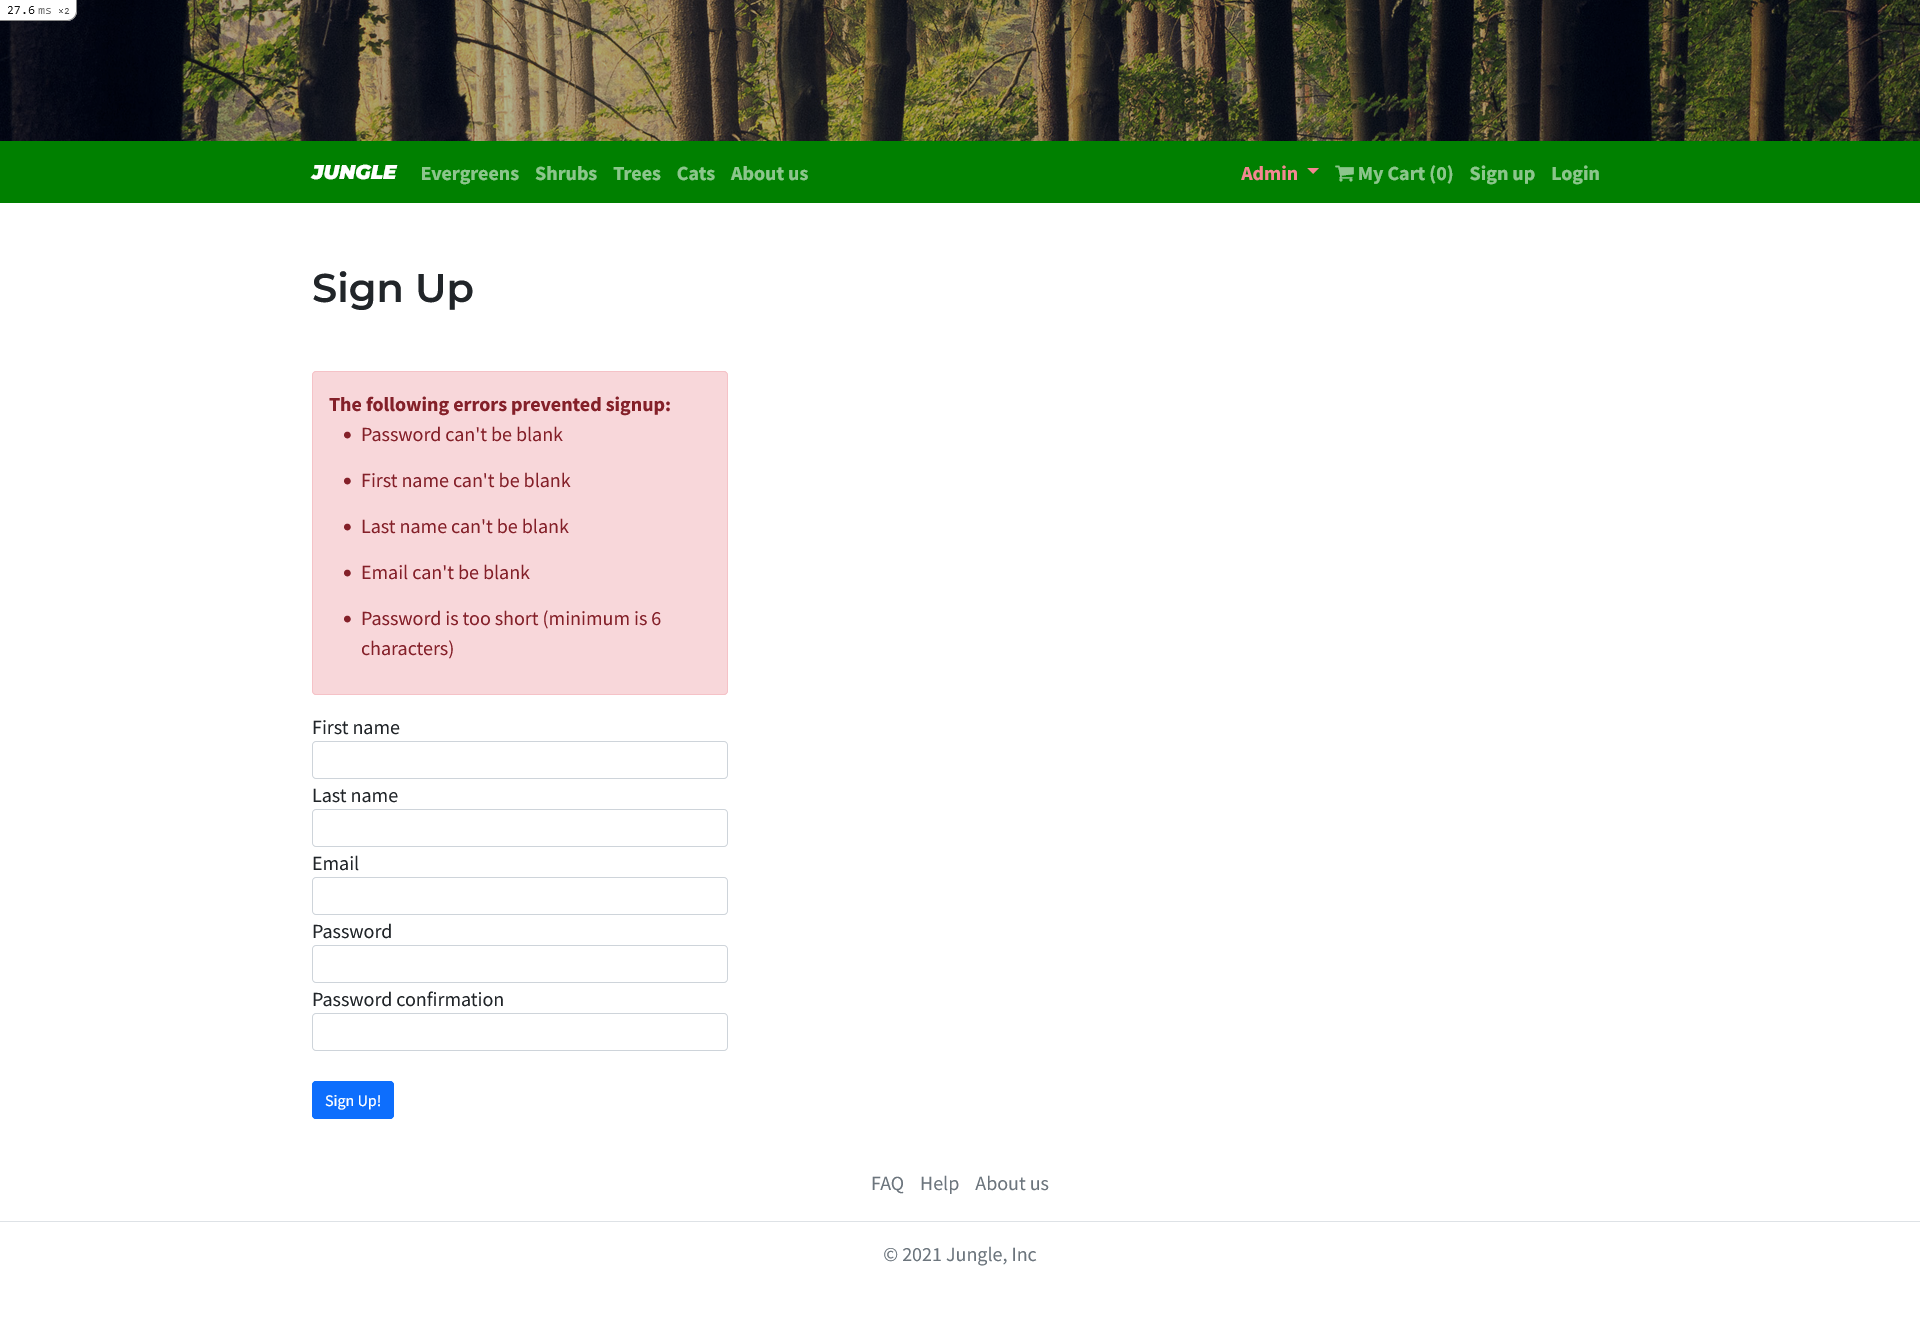 27.6 ms ×2
JUNGLE Evergreens Shrubs Trees Cats About us Admin My Cart (0) Sign up Login
Sign Up
The following errors prevented signup:
• Password can't be blank
• First name can't be blank
• Last name can't be blank
• Email can't be blank
• Password is too short (minimum is 6
characters)
First name
Last name
Email
Password
Password confirmation
Sign Up!
FAQ Help About us
© 2021 Jungle, Inc